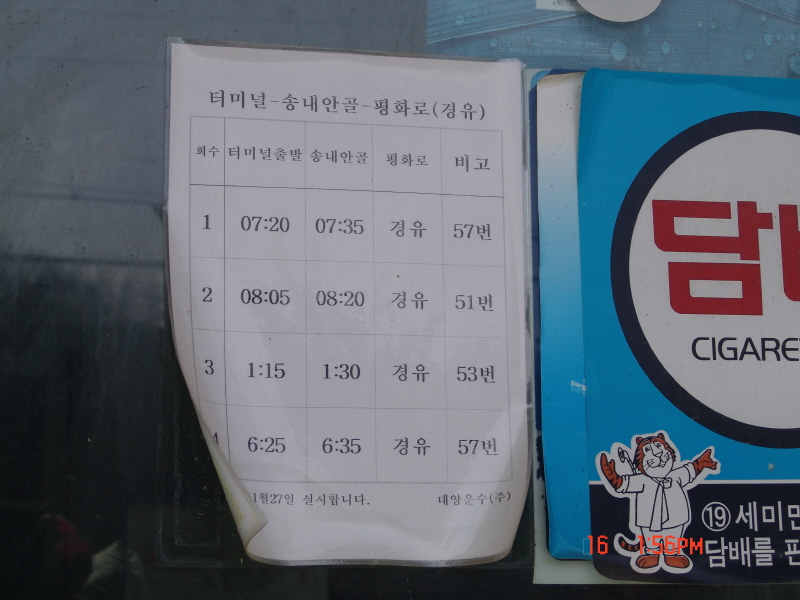 터미널-송내안골-평화로(경유)
회수 터미널출발 송내안골 평화로 비고
1 07:20 07:35 경유 57번
2 08:05 08:20 경유 51번
3 1:15 1:30 경유 53번
6:25 6:35 경유 57번
1월27일 실시합니다. 대양운수(주)
담
CIGARE
⑲ 세미만
담배를 판
16 1:56PM